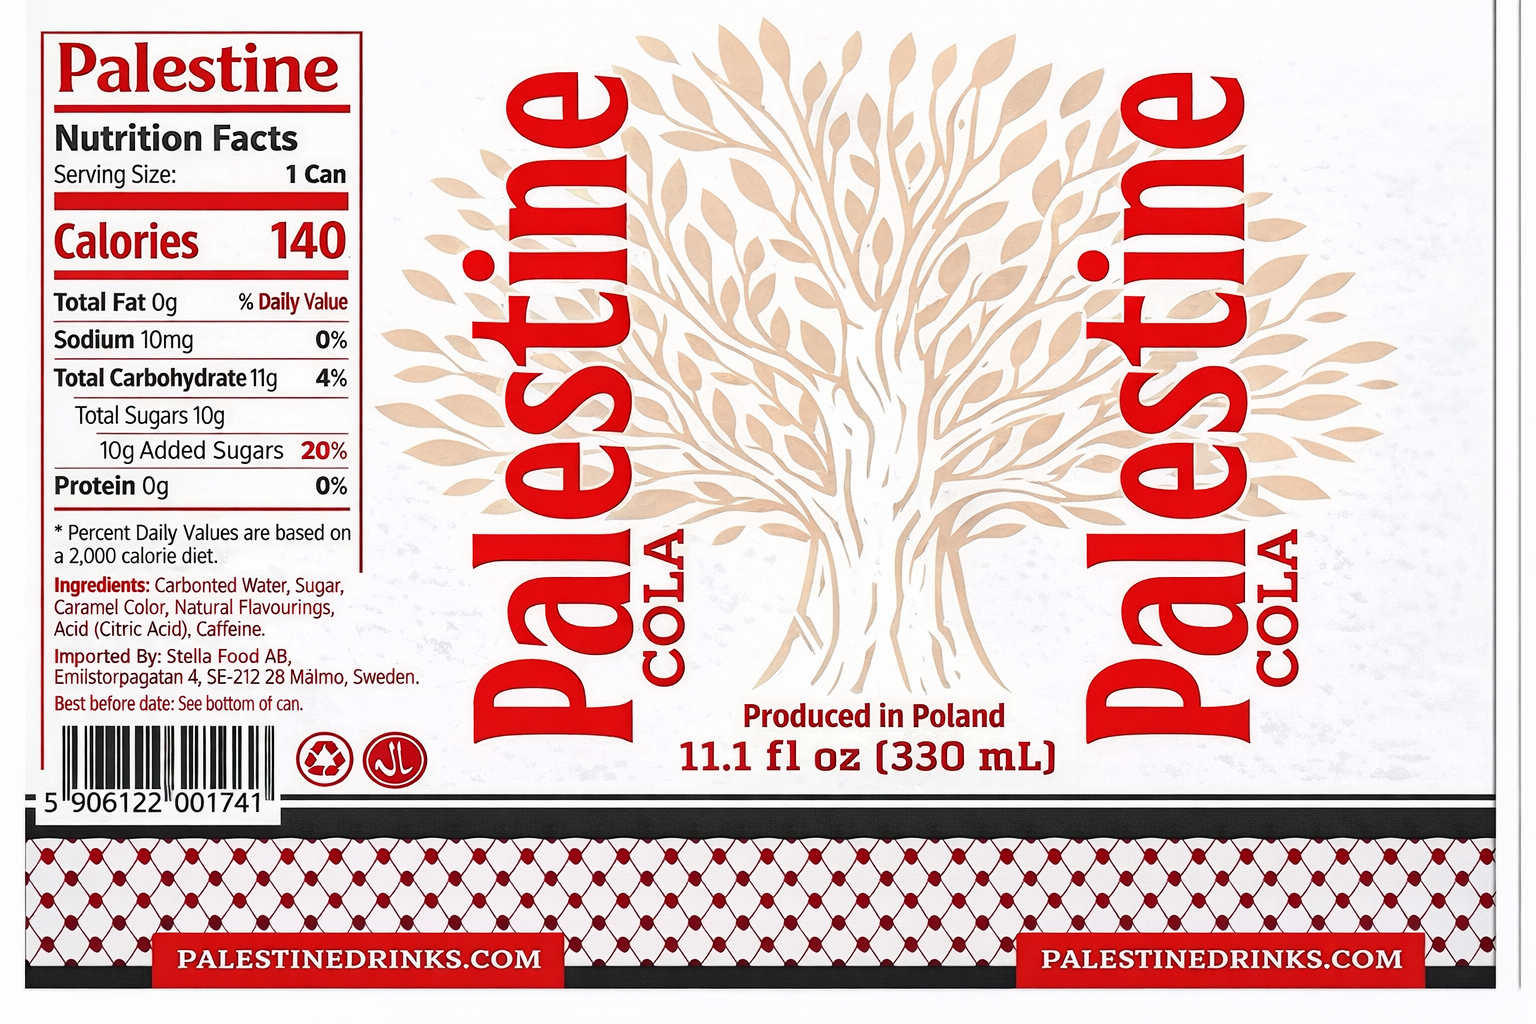 Palestine
Nutrition Facts
Serving Size: 1 Can
Calories 140
Total Fat 0g % Daily Value
Sodium 10mg 0%
Total Carbohydrate 11g 4%
Total Sugars 10g
10g Added Sugars 20%
Protein 0g 0%
* Percent Daily Values are based on
a 2,000 calorie diet.
Ingredients: Carbonted Water, Sugar,
Caramel Color, Natural Flavourings,
Acid (Citric Acid), Caffeine.
Imported By: Stella Food AB,
Emilstorpagatan 4, SE-212 28 Mälmo, Sweden.
Best before date: See bottom of can.
5 906122 001741
Palestine
COLA
Produced in Poland
11.1 fl oz (330 mL)
Palestine
COLA
PALESTINEDRINKS.COM
PALESTINEDRINKS.COM